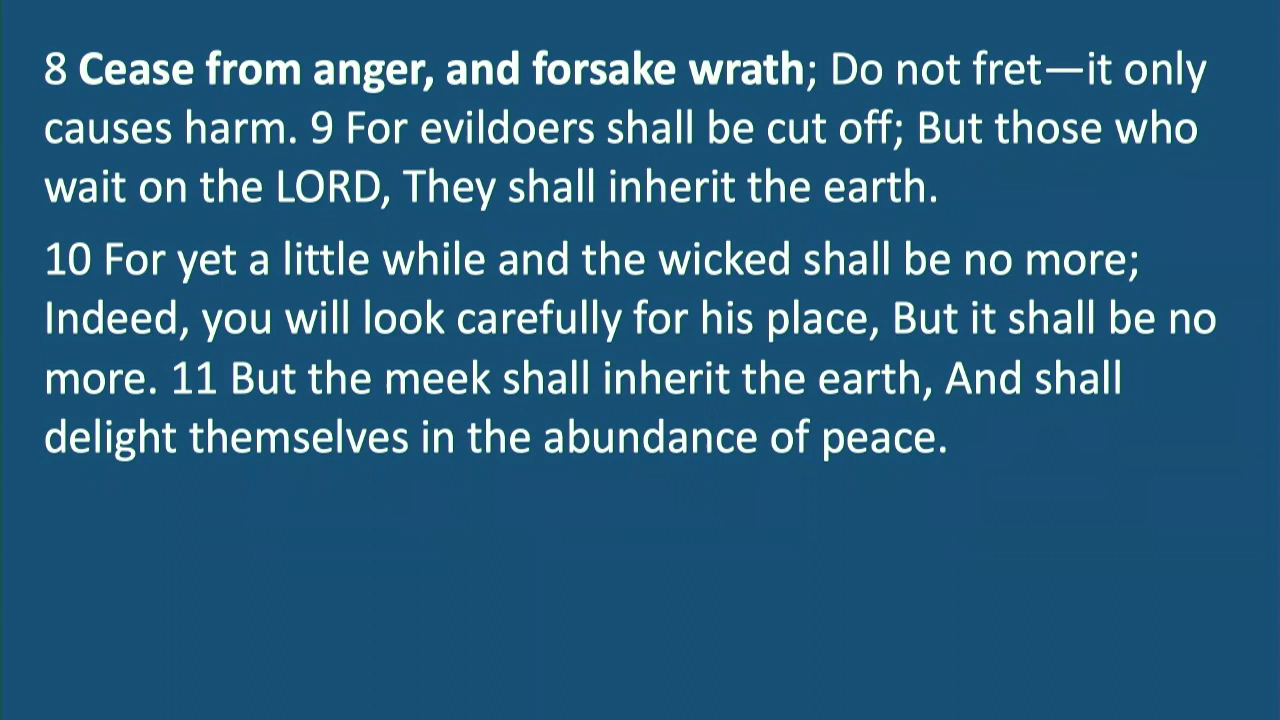 8 Cease from anger, and forsake wrath; Do not fret—it only
causes harm. 9 For evildoers shall be cut off; But those who
wait on the LORD, They shall inherit the earth.
10 For yet a little while and the wicked shall be no more;
Indeed, you will look carefully for his place, But it shall be no
more. 11 But the meek shall inherit the earth, And shall
delight themselves in the abundance of peace.